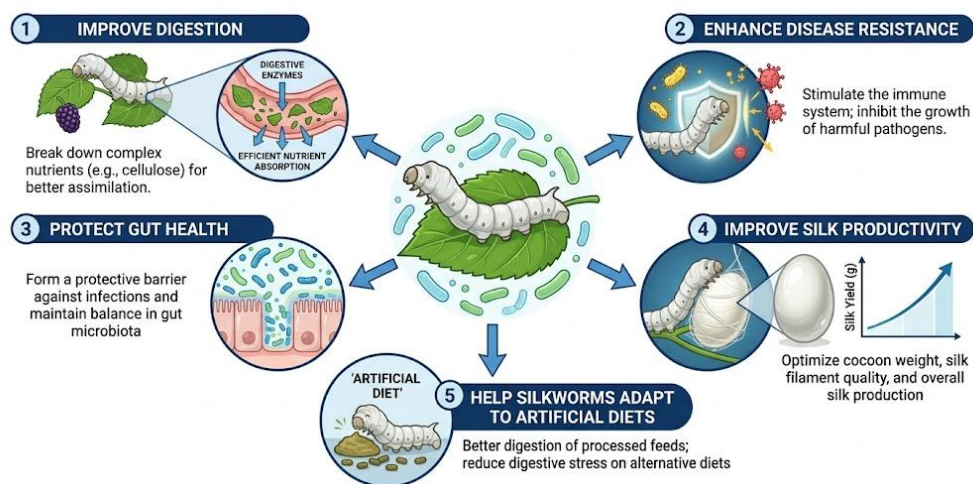 1 IMPROVE DIGESTION
DIGESTIVE
ENZYMES
EFFICIENT NUTRIENT
ABSORPTION
Break down complex
nutrients (e.g., cellulose) for
better assimilation.
2 ENHANCE DISEASE RESISTANCE
Stimulate the immune
system; inhibit the growth
of harmful pathogens.
3 PROTECT GUT HEALTH
Form a protective barrier
against infections and
maintain balance in gut
microbiota
4 IMPROVE SILK PRODUCTIVITY
Silk Yield (g)
Optimize cocoon weight, silk
filament quality, and overall
silk production
'ARTIFICIAL
DIET'
5 HELP SILKWORMS ADAPT
TO ARTIFICIAL DIETS
Better digestion of processed feeds;
reduce digestive stress on alternative diets